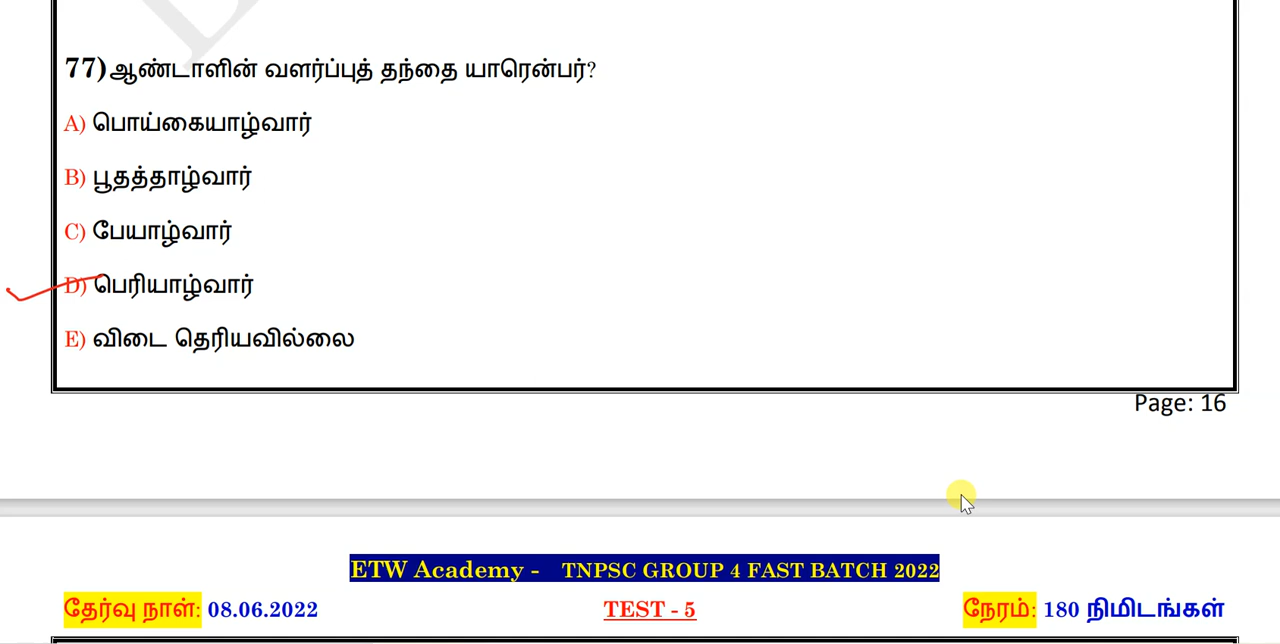 77)ஆண்டாளின் வளர்ப்புத் தந்தை யாரென்பர்?
A) பொய்கையாழ்வார்
B) பூதத்தாழ்வார்
C) பேயாழ்வார்
D) பெரியாழ்வார்
E) விடை தெரியவில்லை
Page: 16
ETW Academy - TNPSC GROUP 4 FAST BATCH 2022
தேர்வு நாள்: 08.06.2022 TEST - 5 நேரம்: 180 நிமிடங்கள்